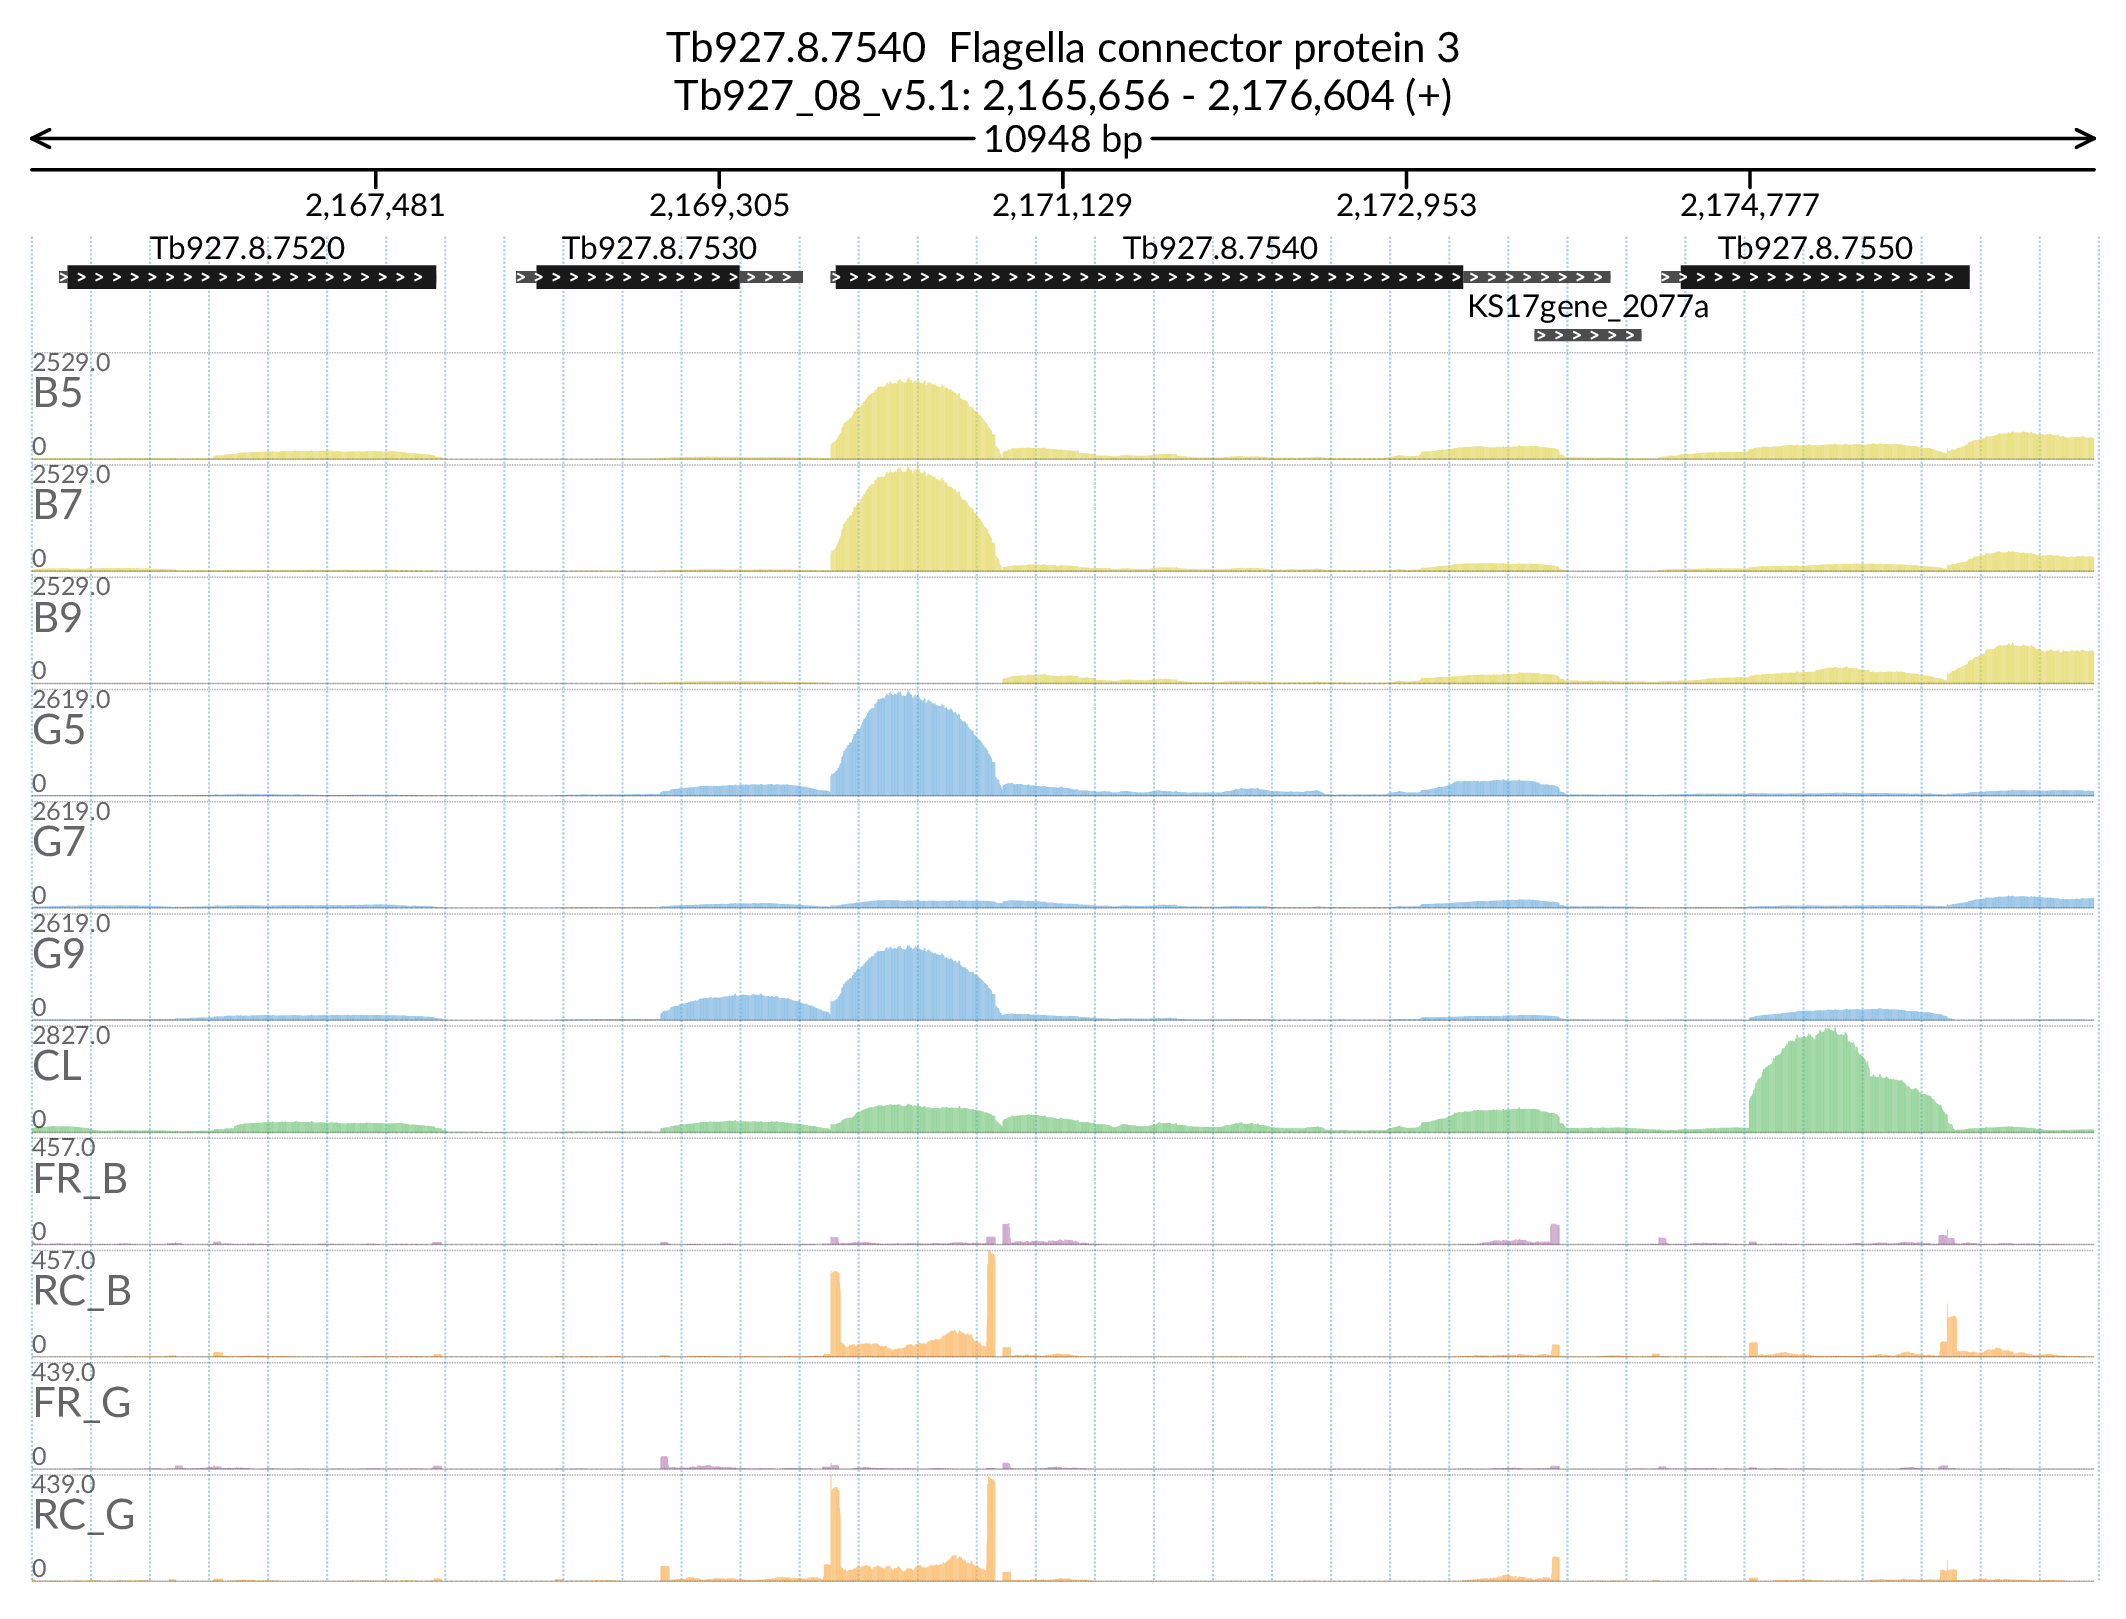 Tb927.8.7540 Flagella connector protein 3
Tb927_08_v5.1: 2,165,656 - 2,176,604 (+)
10948 bp
2,167,481 2,169,305 2,171,129 2,172,953 2,174,777
Tb927.8.7520 Tb927.8.7530 Tb927.8.7540 Tb927.8.7550
KS17gene_2077a
2529.0
B5
0
2529.0
B7
0
2529.0
B9
0
2619.0
G5
0
2619.0
G7
0
2619.0
G9
0
2827.0
CL
0
457.0
FR_B
0
457.0
RC_B
0
439.0
FR_G
0
439.0
RC_G
0